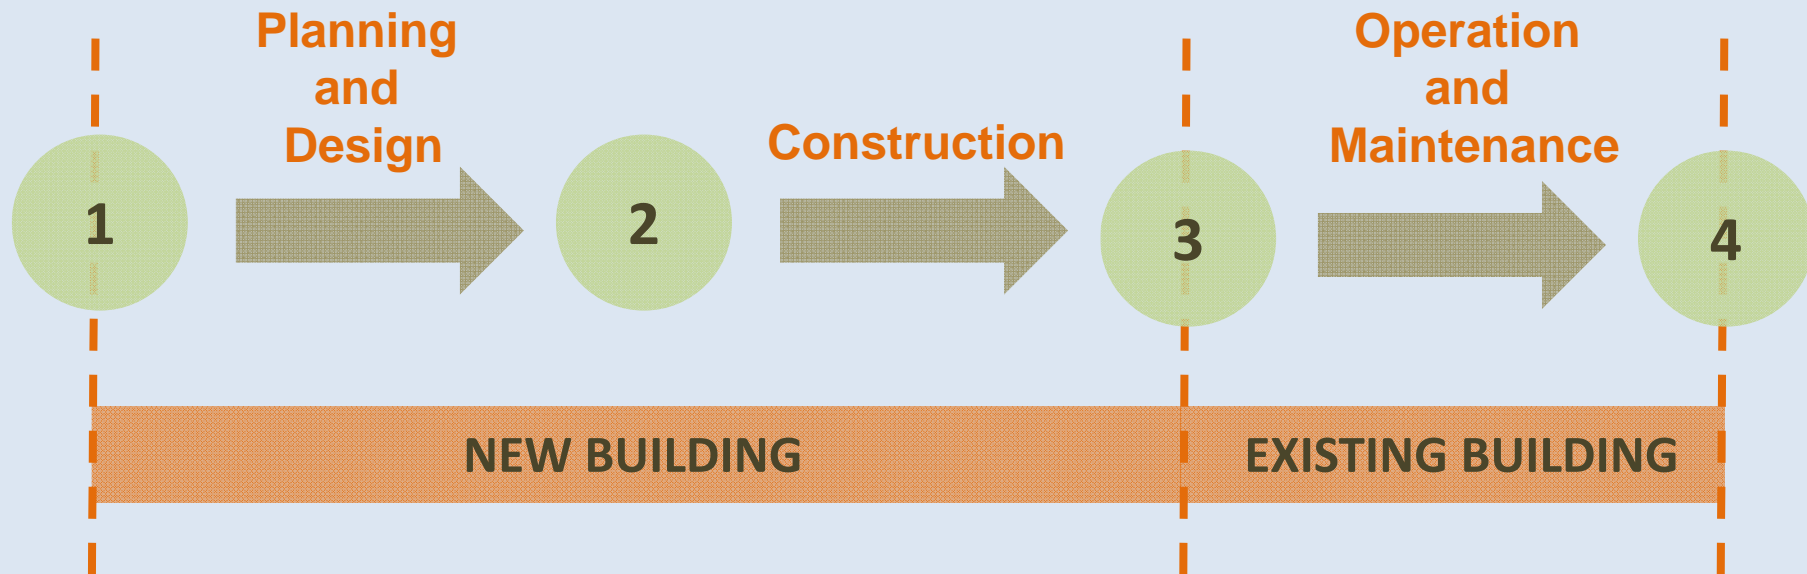 Planning
and
Design
Construction
Operation
and
Maintenance
1
2
3
4
NEW BUILDING
EXISTING BUILDING